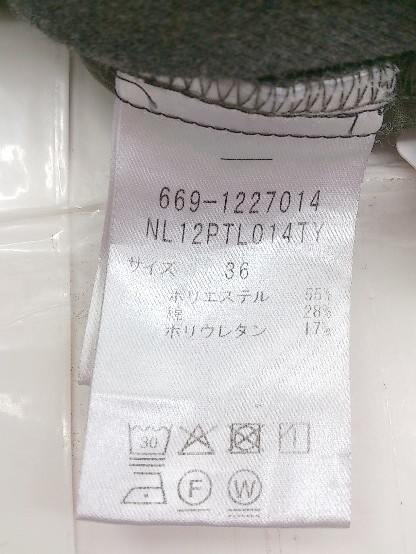 669-1227014
NL12PTL014TY
サイズ 36
ポリエステル 55%
綿 28%
ポリウレタン 17%
30
F W